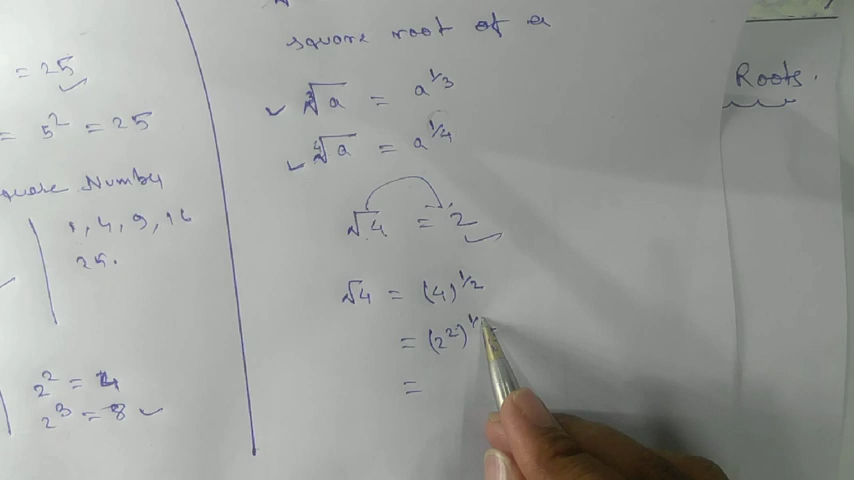 = 25
= 5² = 25
Square Number
1, 4, 9, 16
25.
2² = 4
2³ = 8
square root of a
∛a = a^1/3
∜a = a^1/4
√4 = 2
√4 = (4)^1/2
= (2²)^1/
=
Roots.